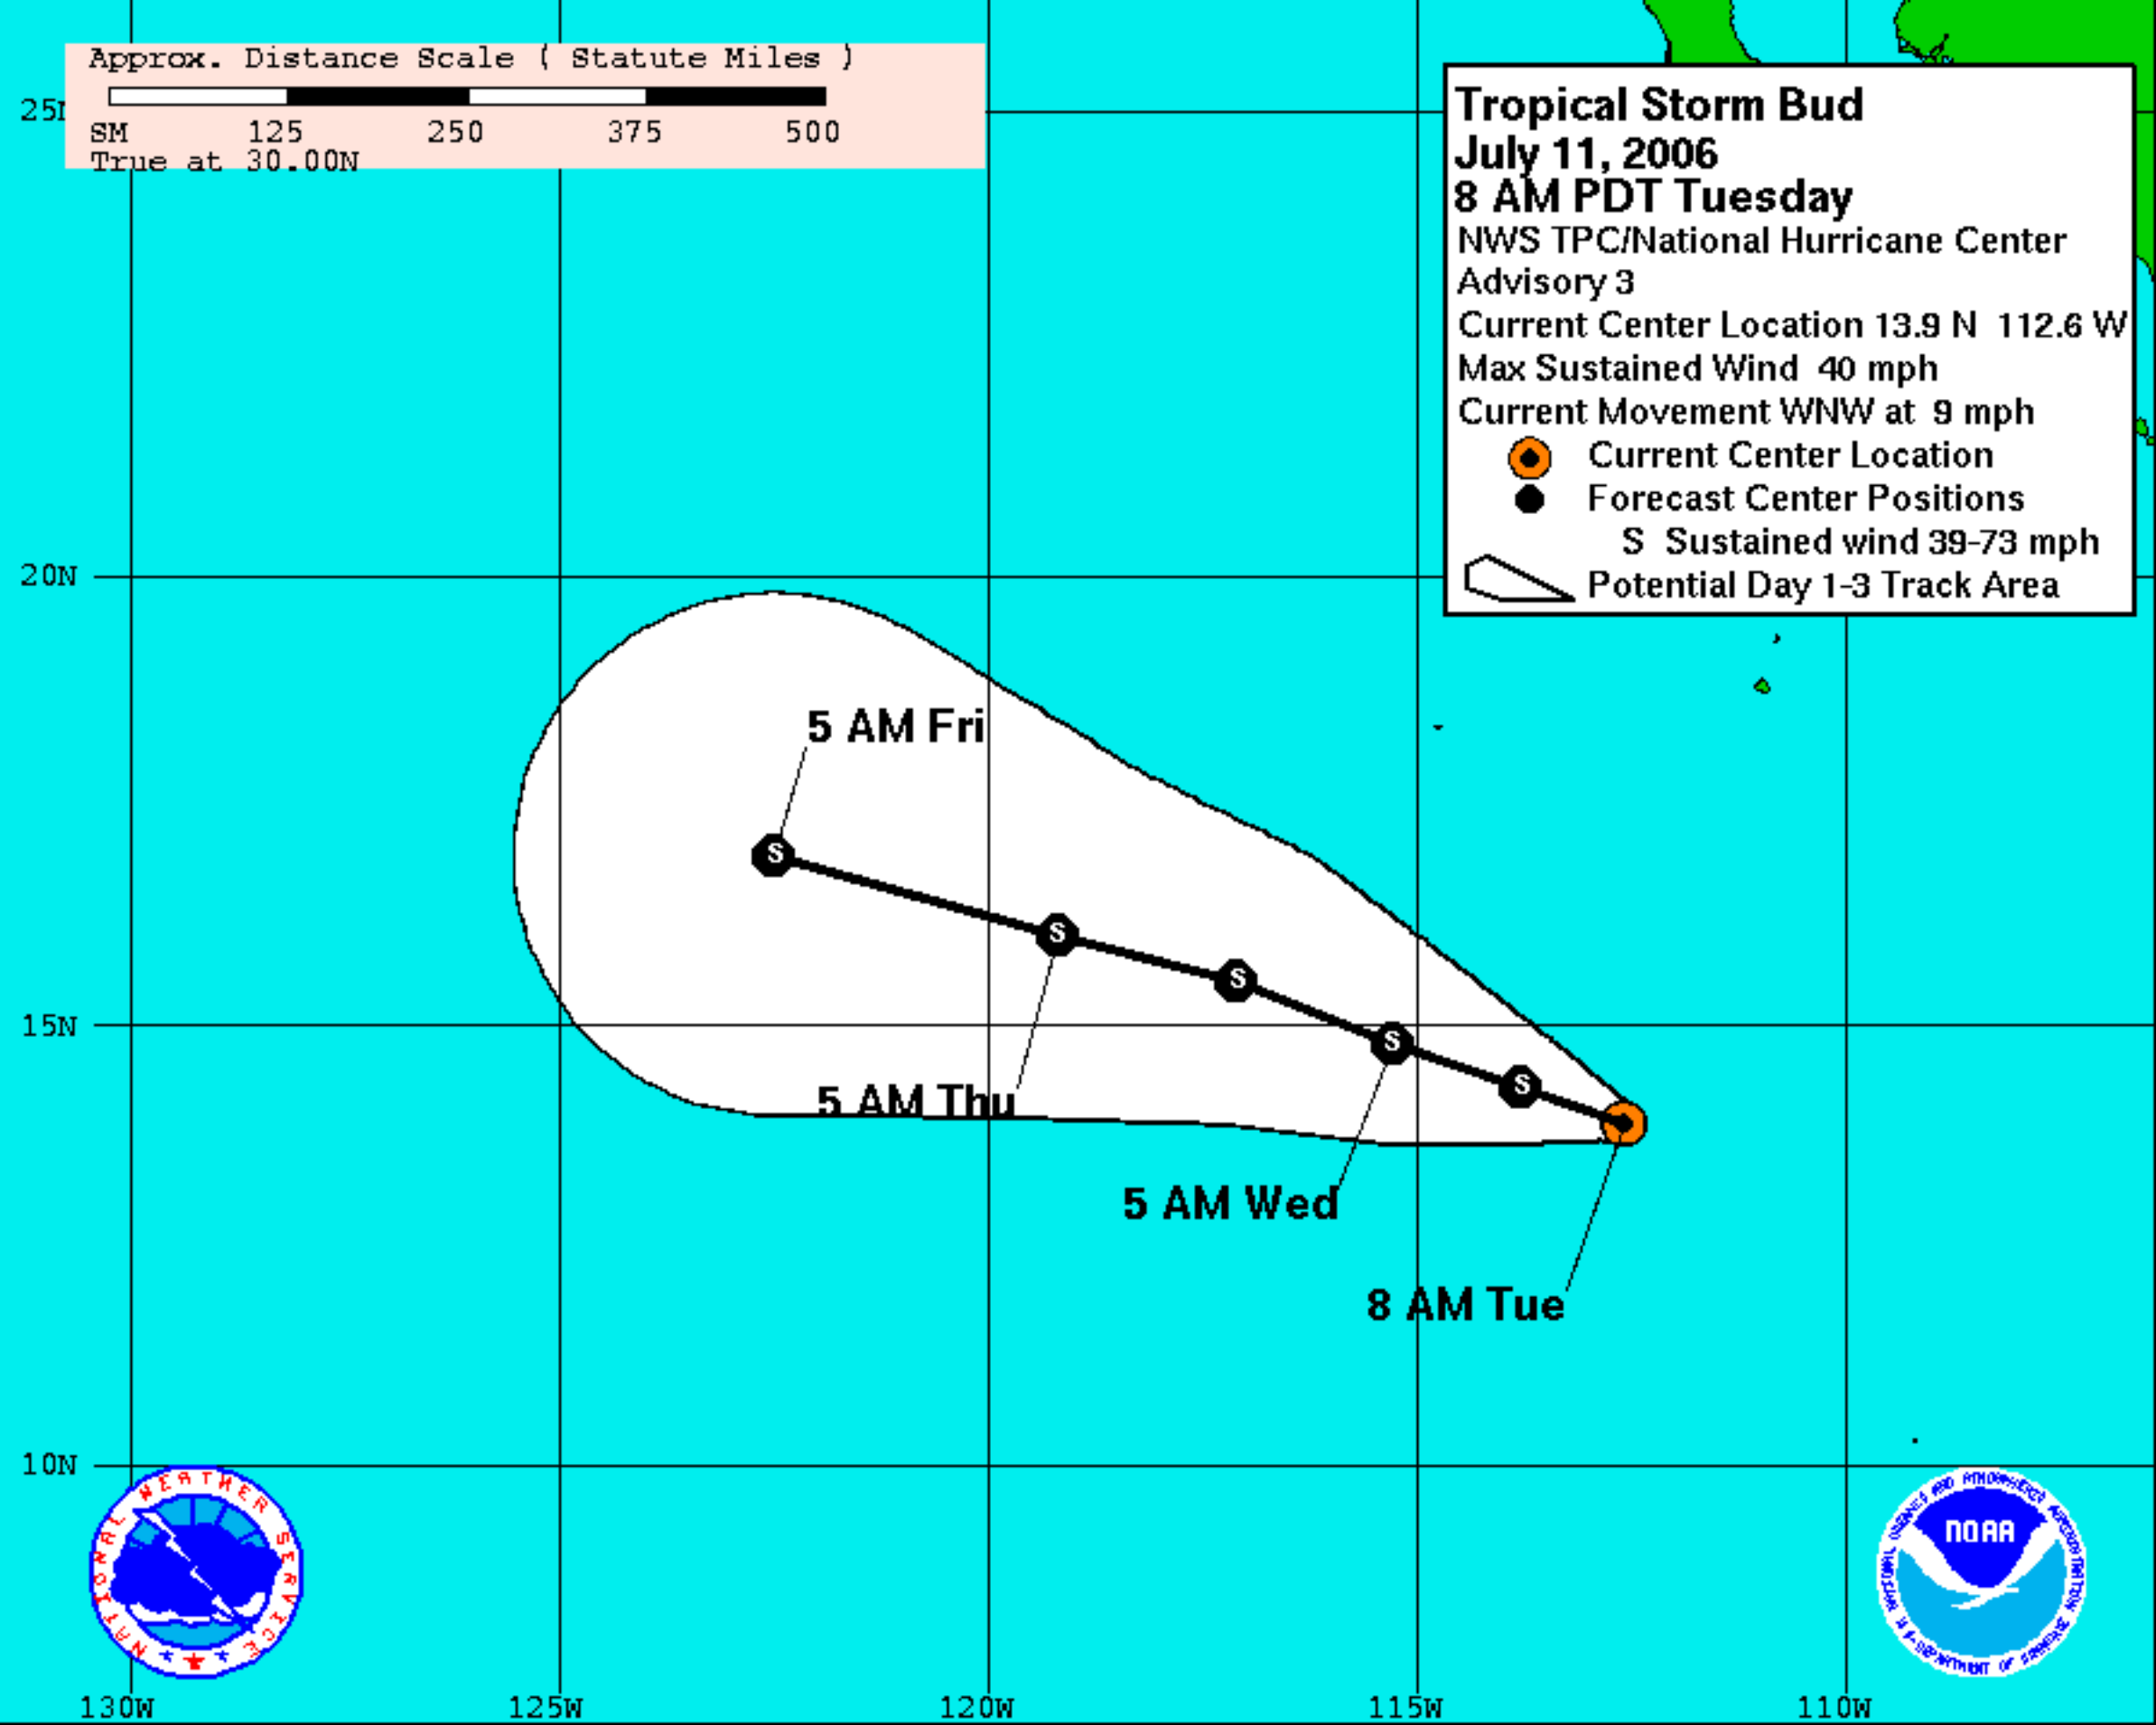 Approx. Distance Scale ( Statute Miles )
SM 125 250 375 500
True at 30.00N
Tropical Storm Bud
July 11, 2006
8 AM PDT Tuesday
NWS TPC/National Hurricane Center
Advisory 3
Current Center Location 13.9 N 112.6 W
Max Sustained Wind 40 mph
Current Movement WNW at 9 mph
Current Center Location
Forecast Center Positions
S Sustained wind 39-73 mph
Potential Day 1-3 Track Area
25N
20N
15N
10N
5 AM Fri
S
S
S
S
S
5 AM Thu
5 AM Wed
8 AM Tue
NATIONAL WEATHER SERVICE
NOAA
130W 125W 120W 115W 110W